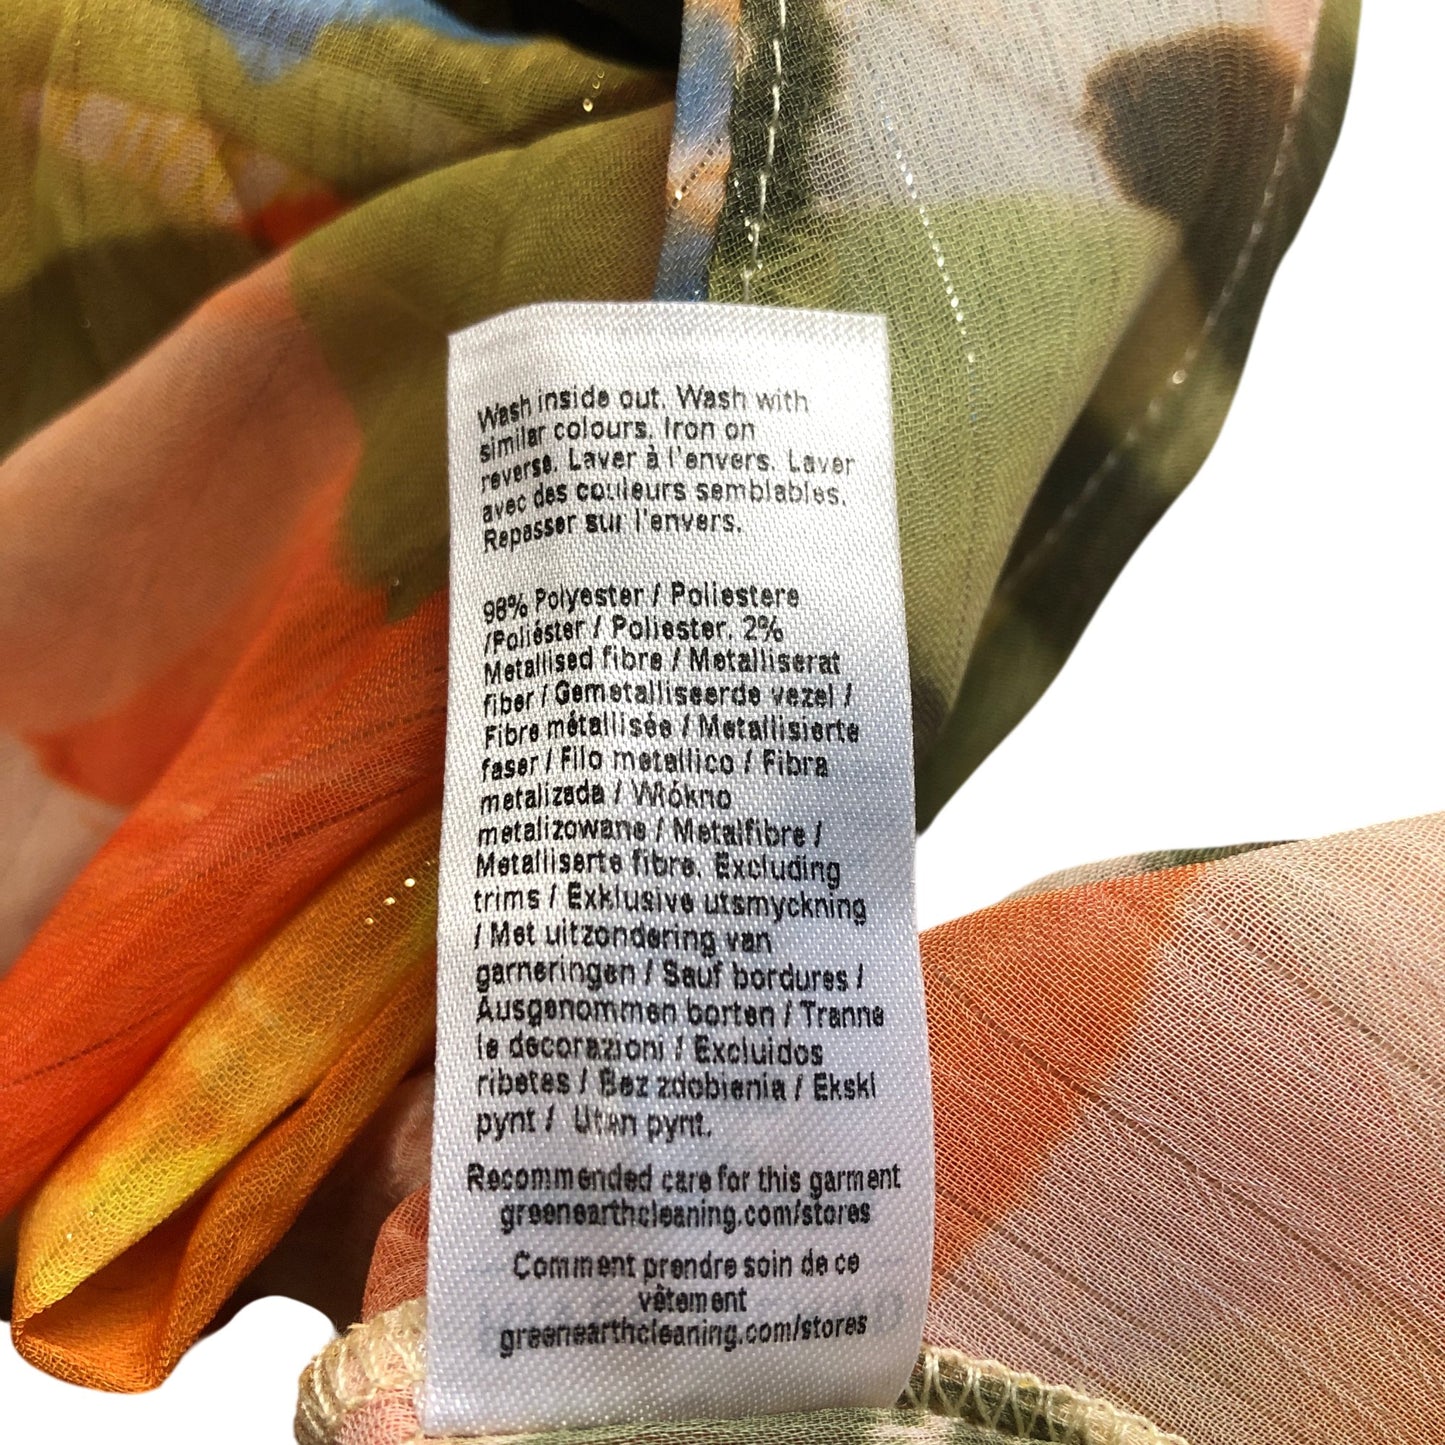 Wash inside out. Wash with
similar colours. Iron on
reverse. Laver à l'envers. Laver
avec des couleurs semblables.
Repasser sur l'envers.
98% Polyester / Poliestere
/Poliéster / Poliester. 2%
Metallised fibre / Metalliserat
fiber / Gemetalliseerde vezel /
Fibre métallisée / Metallisierte
faser / Filo metallico / Fibra
metalizada / Włókno
metalizowane / Metalfibre /
Metalliserte fibre. Excluding
trims / Exklusive utsmyckning
/ Met uitzondering van
garneringen / Sauf bordures /
Ausgenommen borten / Tranne
le decorazioni / Excluidos
ribetes / Bez zdobienia / Ekskl
pynt / Uten pynt.
Recommended care for this garment
greenearthcleaning.com/stores
Comment prendre soin de ce
vêtement
greenearthcleaning.com/stores